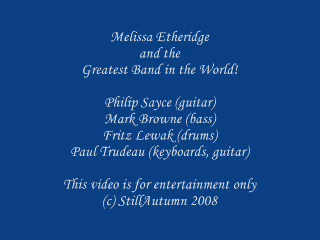 Melissa Etheridge
and the
Greatest Band in the World!
Philip Sayce (guitar)
Mark Browne (bass)
Fritz Lewak (drums)
Paul Trudeau (keyboards, guitar)
This video is for entertainment only
(c) StillAutumn 2008